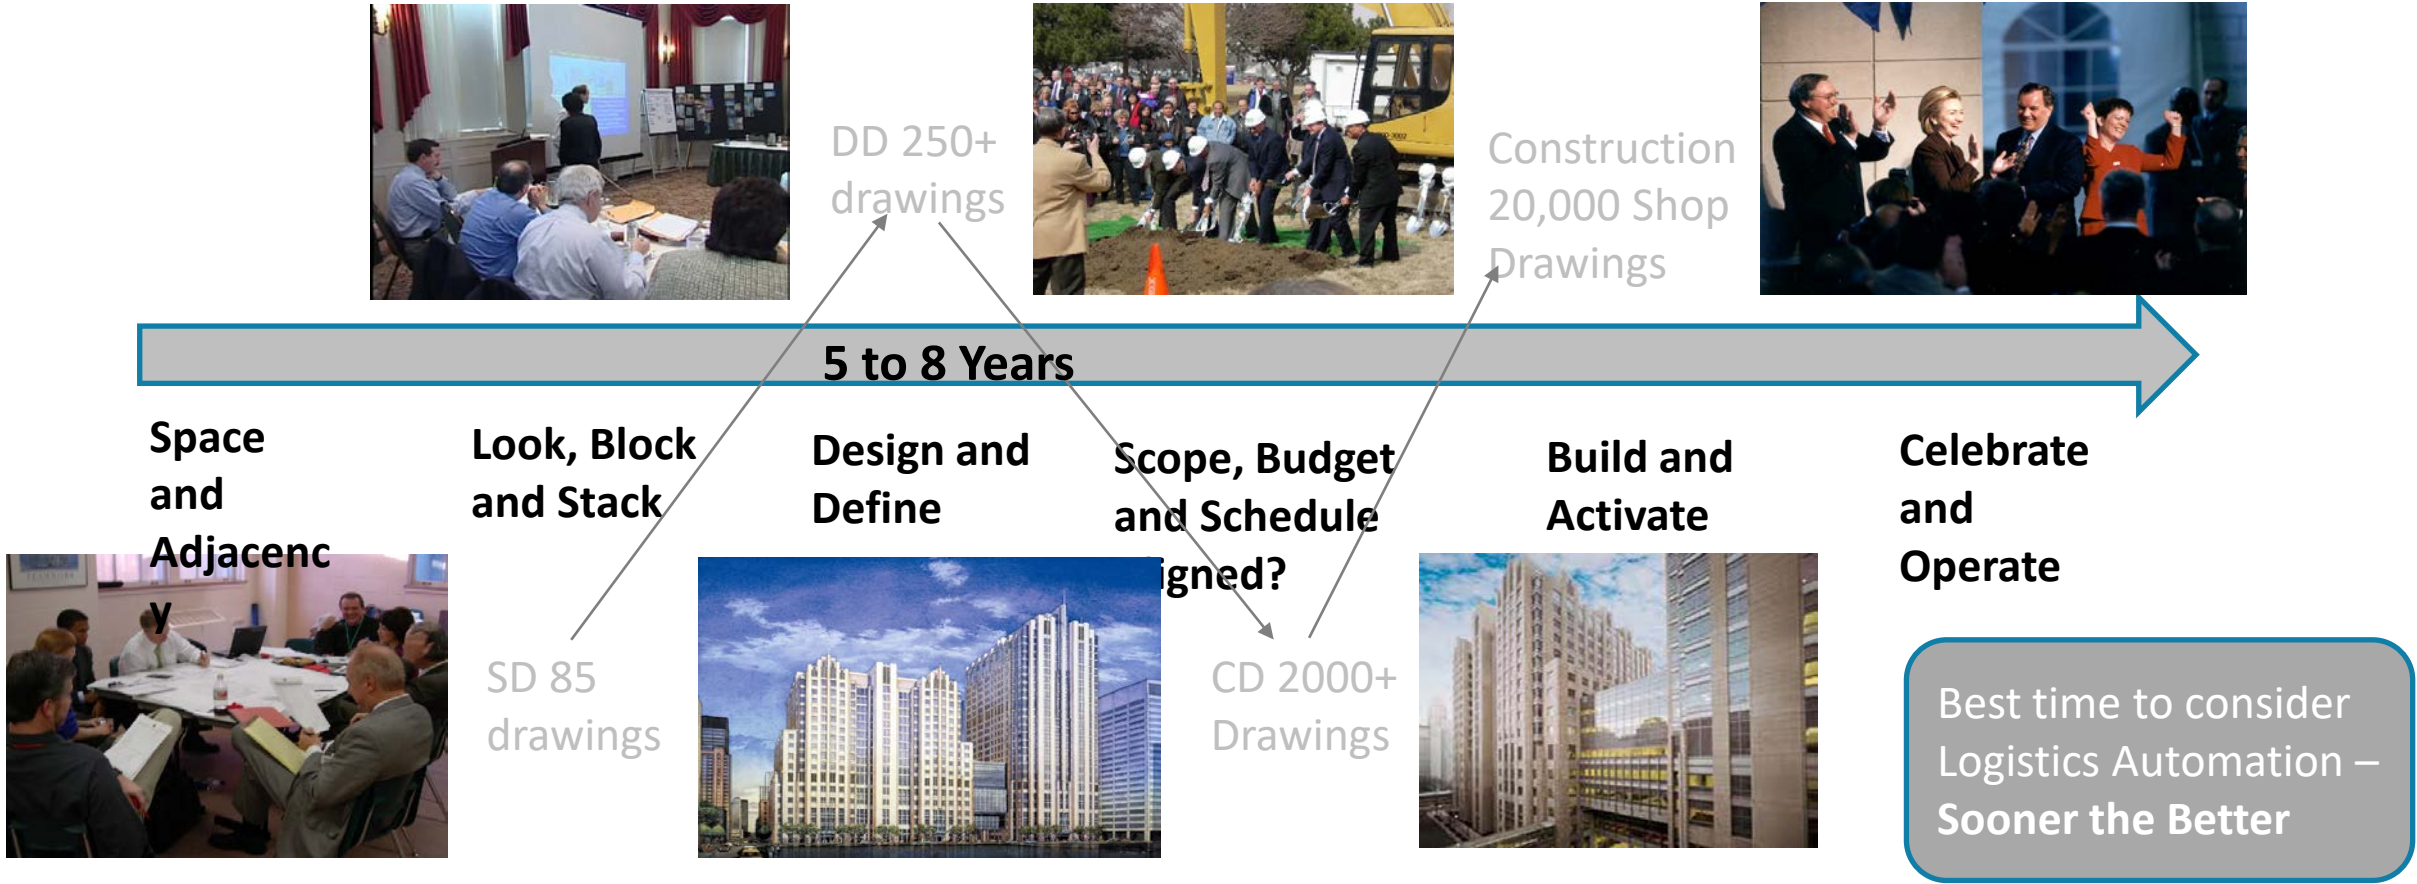 DD 250+
drawings
Construction
20,000 Shop
Drawings
5 to 8 Years
Space
and
Adjacenc
y
Look, Block
and Stack
Design and
Define
Scope, Budget
and Schedule
igned?
Build and
Activate
Celebrate
and
Operate
SD 85
drawings
CD 2000+
Drawings
Best time to consider
Logistics Automation –
Sooner the Better